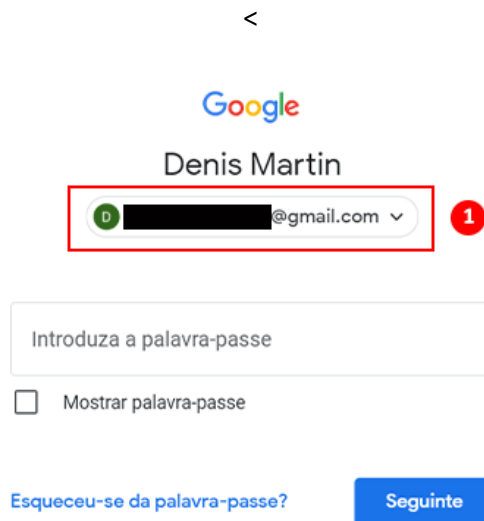 <
Google
Denis Martin
D @gmail.com
1
Introduza a palavra-passe
Mostrar palavra-passe
Esqueceu-se da palavra-passe? Seguinte